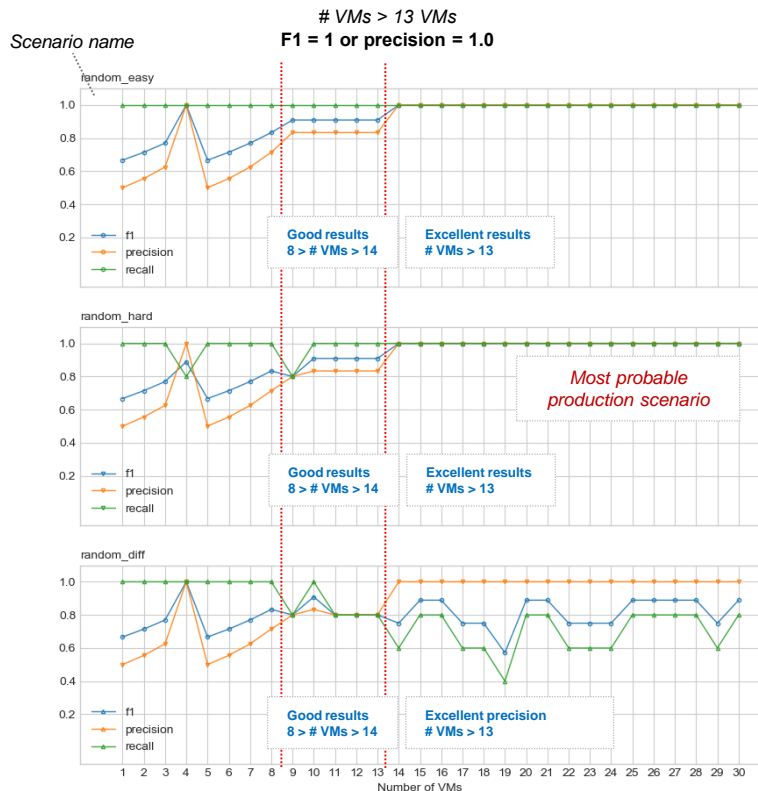 # VMs > 13 VMs
Scenario name
F1 = 1 or precision = 1.0
random_easy
1.0
0.8
0.6
0.4
0.2
f1
precision
recall
Good results
8 > # VMs > 14
Excellent results
# VMs > 13
random_hard
1.0
0.8
0.6
0.4
0.2
f1
precision
recall
Most probable
production scenario
Good results
8 > # VMs > 14
Excellent results
# VMs > 13
random_diff
1.0
0.8
0.6
0.4
0.2
f1
precision
recall
Good results
8 > # VMs > 14
Excellent precision
# VMs > 13
1 2 3 4 5 6 7 8 9 10 11 12 13 14 15 16 17 18 19 20 21 22 23 24 25 26 27 28 29 30
Number of VMs